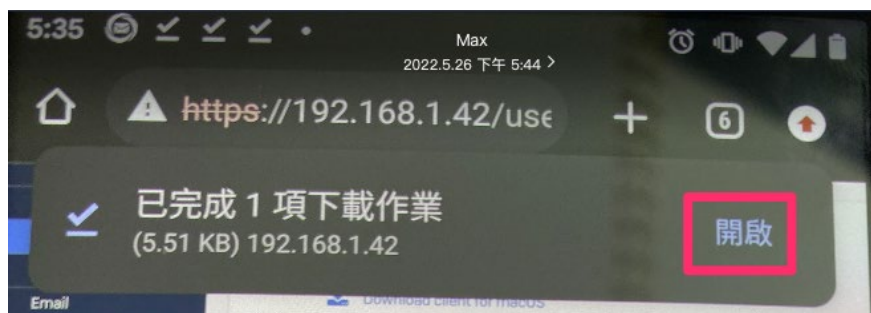 5:35
Max
2022.5.26 下午 5:44 >
https://192.168.1.42/use
6
已完成 1 項下載作業
(5.51 KB) 192.168.1.42
開啟
Email
Download client for macOS